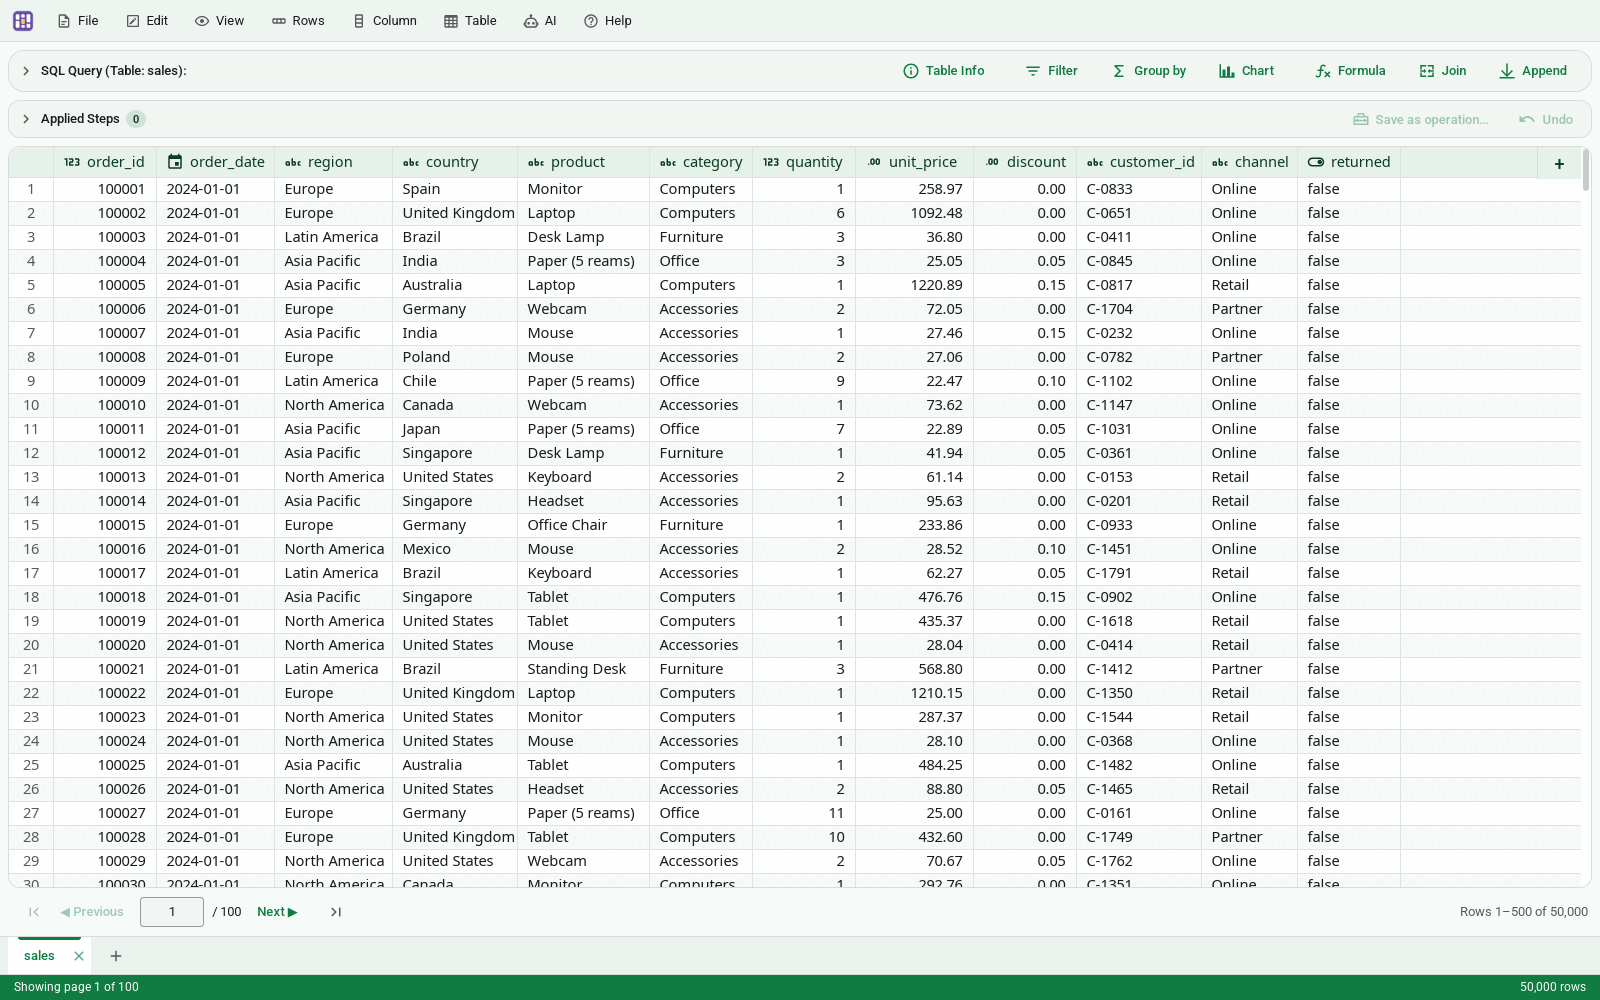 File Edit View Rows Column Table AI Help
SQL Query (Table: sales): Table Info Filter Group by Chart Formula Join Append
Applied Steps 0 Save as operation... Undo
123 order_id order_date abc region abc country abc product abc category 123 quantity .00 unit_price .00 discount abc customer_id abc channel returned +
1 100001 2024-01-01 Europe Spain Monitor Computers 1 258.97 0.00 C-0833 Online false
2 100002 2024-01-01 Europe United Kingdom Laptop Computers 6 1092.48 0.00 C-0651 Online false
3 100003 2024-01-01 Latin America Brazil Desk Lamp Furniture 3 36.80 0.00 C-0411 Online false
4 100004 2024-01-01 Asia Pacific India Paper (5 reams) Office 3 25.05 0.05 C-0845 Online false
5 100005 2024-01-01 Asia Pacific Australia Laptop Computers 1 1220.89 0.15 C-0817 Retail false
6 100006 2024-01-01 Europe Germany Webcam Accessories 2 72.05 0.00 C-1704 Partner false
7 100007 2024-01-01 Asia Pacific India Mouse Accessories 1 27.46 0.15 C-0232 Online false
8 100008 2024-01-01 Europe Poland Mouse Accessories 2 27.06 0.00 C-0782 Partner false
9 100009 2024-01-01 Latin America Chile Paper (5 reams) Office 9 22.47 0.10 C-1102 Online false
10 100010 2024-01-01 North America Canada Webcam Accessories 1 73.62 0.00 C-1147 Online false
11 100011 2024-01-01 Asia Pacific Japan Paper (5 reams) Office 7 22.89 0.05 C-1031 Online false
12 100012 2024-01-01 Asia Pacific Singapore Desk Lamp Furniture 1 41.94 0.05 C-0361 Online false
13 100013 2024-01-01 North America United States Keyboard Accessories 2 61.14 0.00 C-0153 Retail false
14 100014 2024-01-01 Asia Pacific Singapore Headset Accessories 1 95.63 0.00 C-0201 Retail false
15 100015 2024-01-01 Europe Germany Office Chair Furniture 1 233.86 0.00 C-0933 Online false
16 100016 2024-01-01 North America Mexico Mouse Accessories 2 28.52 0.10 C-1451 Online false
17 100017 2024-01-01 Latin America Brazil Keyboard Accessories 1 62.27 0.05 C-1791 Retail false
18 100018 2024-01-01 Asia Pacific Singapore Tablet Computers 1 476.76 0.15 C-0902 Online false
19 100019 2024-01-01 North America United States Tablet Computers 1 435.37 0.00 C-1618 Retail false
20 100020 2024-01-01 North America United States Mouse Accessories 1 28.04 0.00 C-0414 Retail false
21 100021 2024-01-01 Latin America Brazil Standing Desk Furniture 3 568.80 0.00 C-1412 Partner false
22 100022 2024-01-01 Europe United Kingdom Laptop Computers 1 1210.15 0.00 C-1350 Retail false
23 100023 2024-01-01 North America United States Monitor Computers 1 287.37 0.00 C-1544 Retail false
24 100024 2024-01-01 North America United States Mouse Accessories 1 28.10 0.00 C-0368 Online false
25 100025 2024-01-01 Asia Pacific Australia Tablet Computers 1 484.25 0.00 C-1482 Online false
26 100026 2024-01-01 North America United States Headset Accessories 2 88.80 0.05 C-1465 Retail false
27 100027 2024-01-01 Europe Germany Paper (5 reams) Office 11 25.00 0.00 C-0161 Online false
28 100028 2024-01-01 Europe United Kingdom Tablet Computers 10 432.60 0.00 C-1749 Partner false
29 100029 2024-01-01 North America United States Webcam Accessories 2 70.67 0.05 C-1762 Online false
30 100030 2024-01-01 North America Canada Monitor Computers 1 292.76 0.00 C-1351 Online false
◀ Previous 1 / 100 Next ▶ Rows 1–500 of 50,000
sales
Showing page 1 of 100 50,000 rows